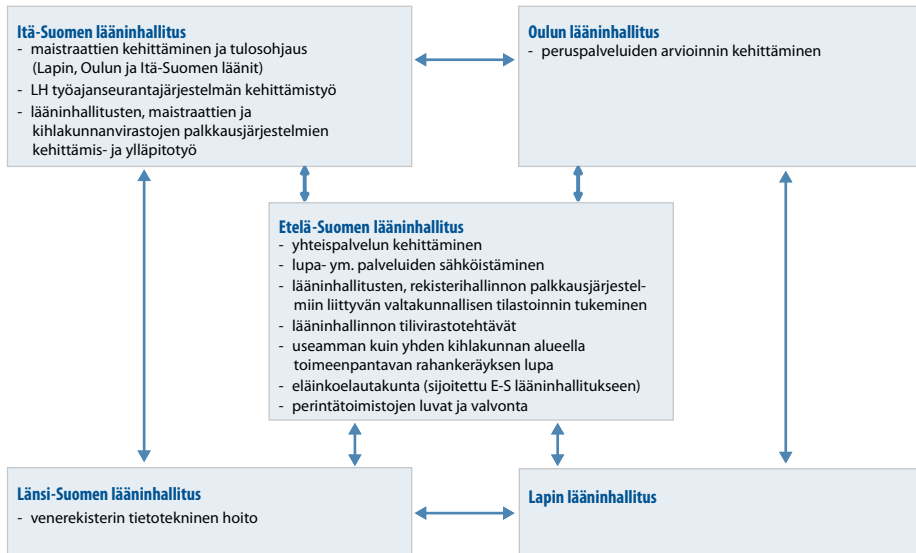 Itä-Suomen lääninhallitus
- maistraattien kehittäminen ja tulosohjaus
(Lapin, Oulun ja Itä-Suomen läänit)
- LH työajanseurantajärjestelmän kehittämistyö
- lääninhallitusten, maistraattien ja
kihlakunnanvirastojen palkkausjärjestelmien
kehittämis- ja ylläpitotyö
Oulun lääninhallitus
- peruspalveluiden arvioinnin kehittäminen
Etelä-Suomen lääninhallitus
- yhteispalvelun kehittäminen
- lupa- ym. palveluiden sähköistäminen
- lääninhallitusten, rekisterihallinnon palkkausjärjestel-
miin liittyvän valtakunnallisen tilastoinnin tukeminen
- lääninhallinnon tilivirastotehtävät
- useamman kuin yhden kihlakunnan alueella
toimeenpantavan rahankeräyksen lupa
- eläinkoelautakunta (sijoitettu E-S lääninhallitukseen)
- perintätoimistojen luvat ja valvonta
Länsi-Suomen lääninhallitus
- venerekisterin tietotekninen hoito
Lapin lääninhallitus